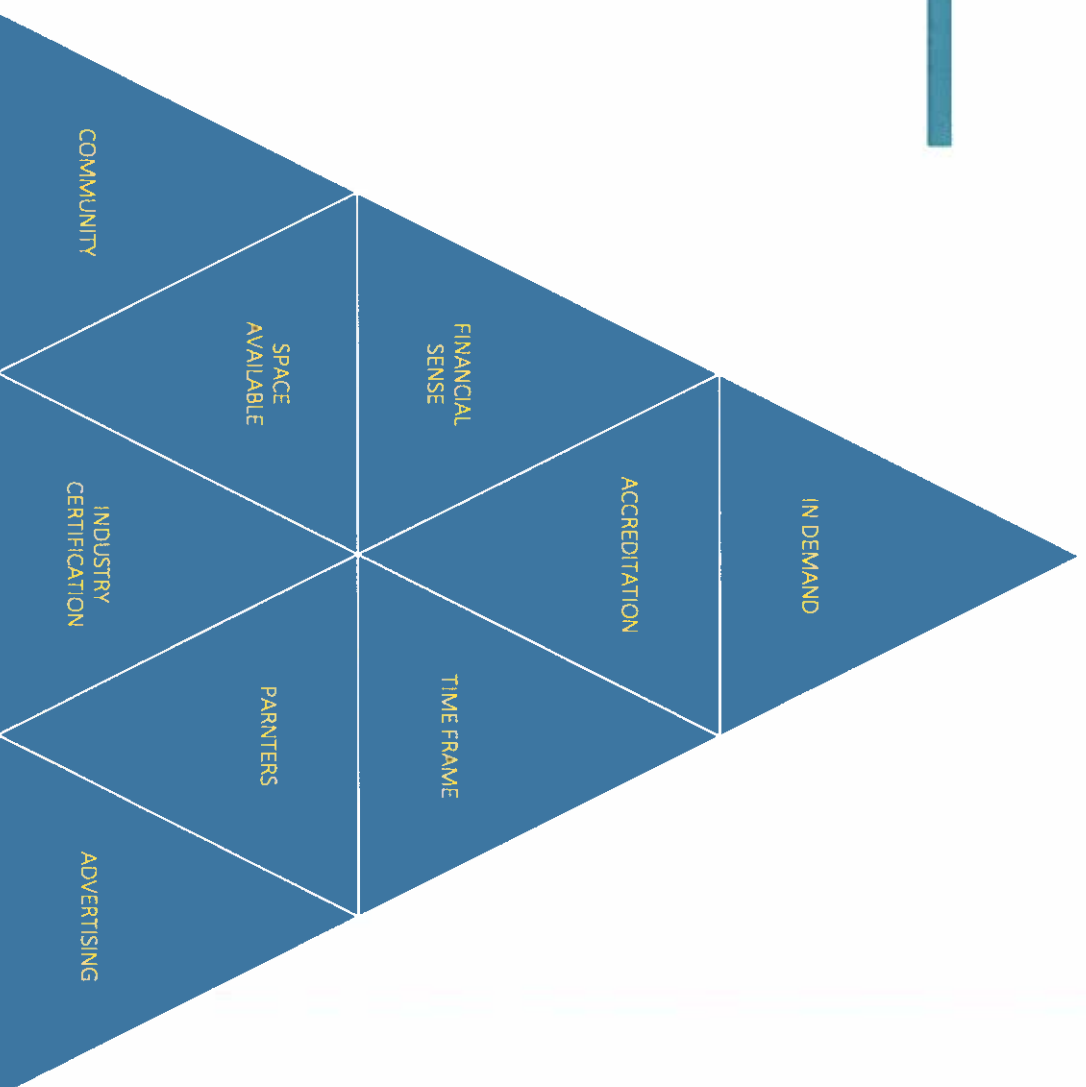 IN DEMAND
ACCREDITATION
FINANCIAL
SENSE
TIME FRAME
SPACE
AVAILABLE
PARNTERS
COMMUNITY
INDUSTRY
CERTIFICATION
ADVERTISING